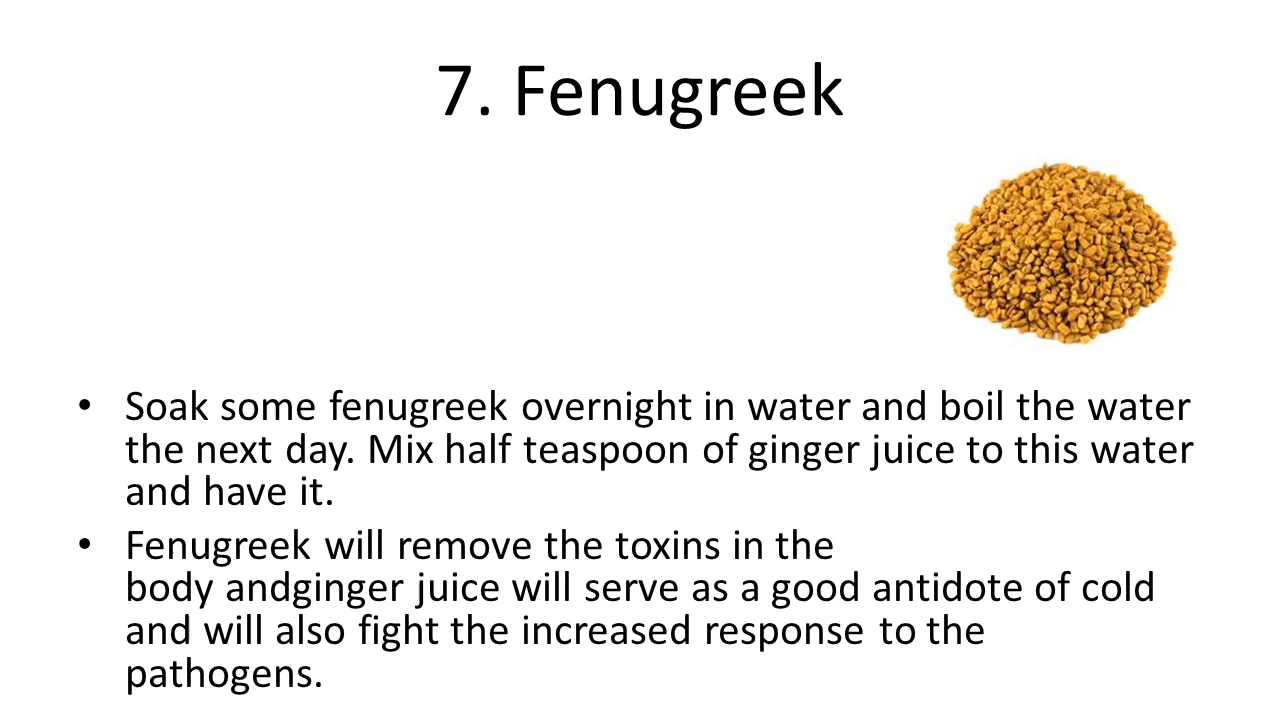 7. Fenugreek
• Soak some fenugreek overnight in water and boil the water
the next day. Mix half teaspoon of ginger juice to this water
and have it.
• Fenugreek will remove the toxins in the
body andginger juice will serve as a good antidote of cold
and will also fight the increased response to the
pathogens.